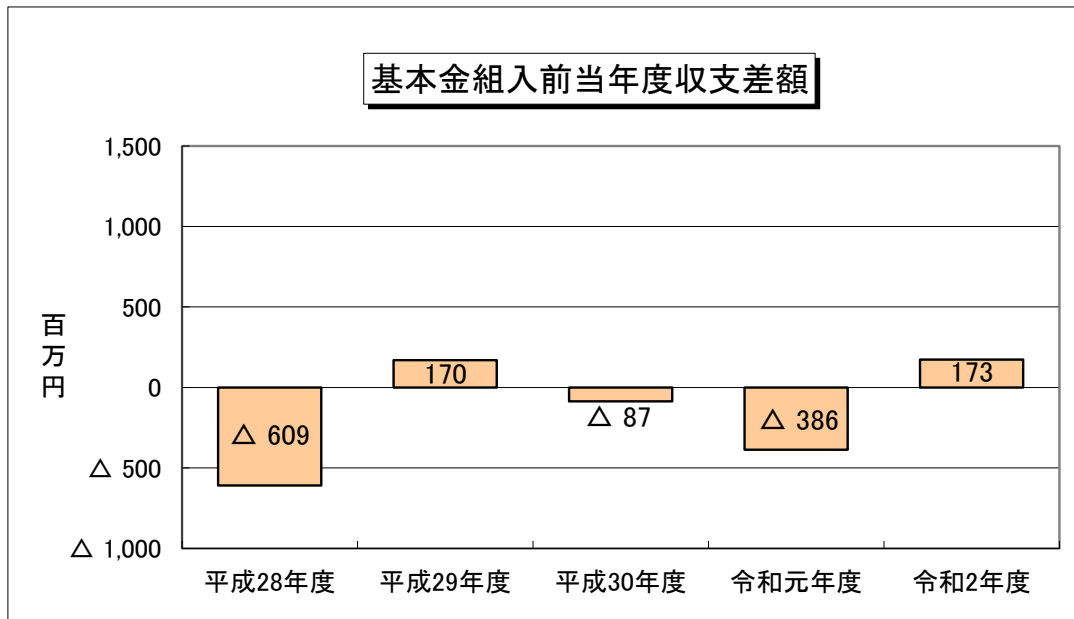 基本金組入前当年度収支差額
1,500
1,000
500
0
△ 500
△ 1,000
百万円
△ 609
170
△ 87
△ 386
173
平成28年度
平成29年度
平成30年度
令和元年度
令和2年度